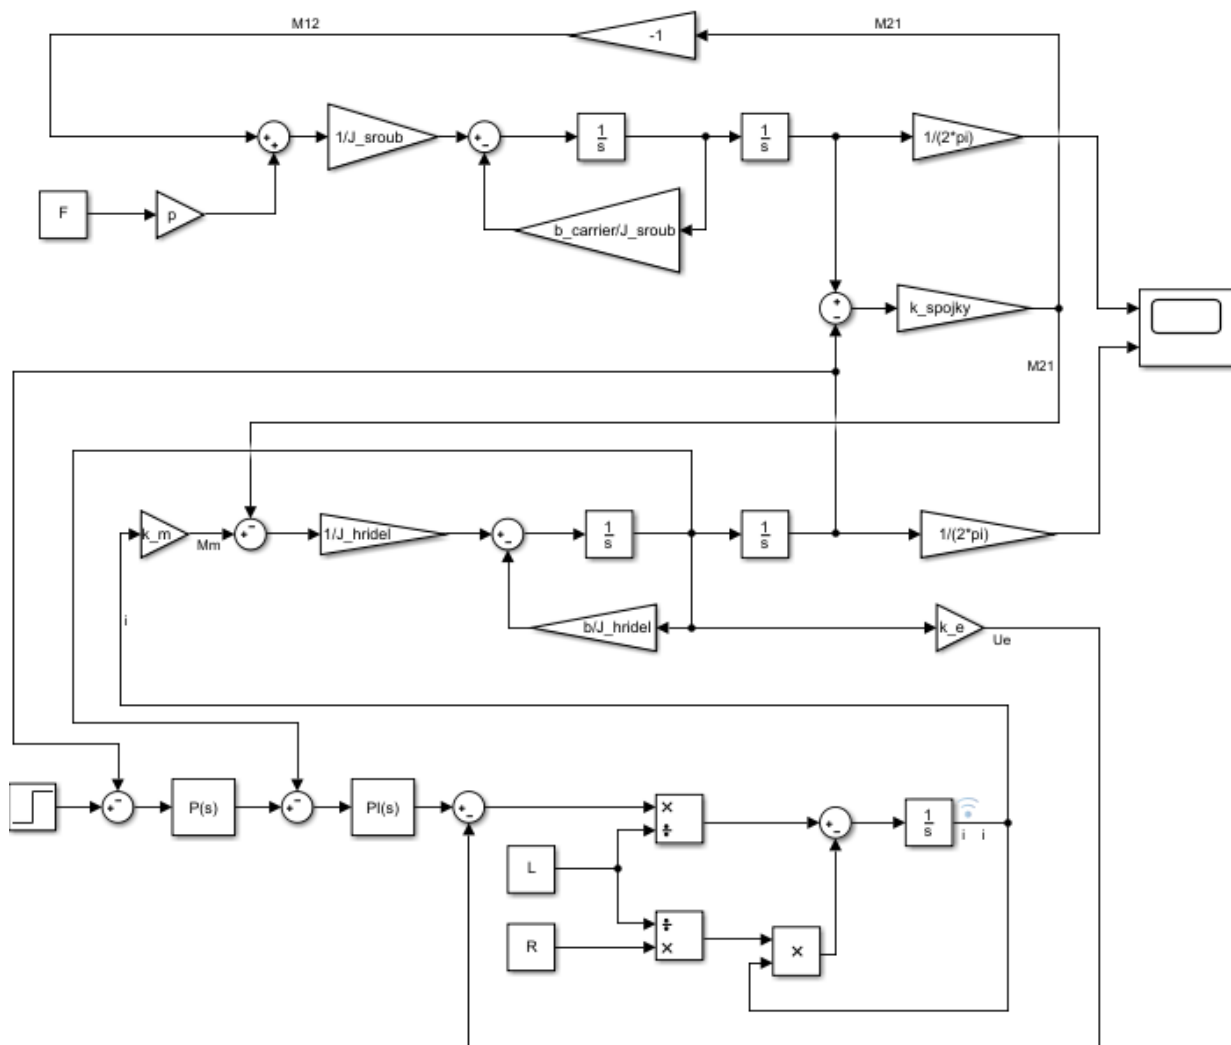 M12
M21
-1
1/J_sroub
1
s
1
s
1/(2*pi)
F
p
b_carrier/J_sroub
k_spojky
M21
k_m
Mm
1/J_hridel
1
s
1
s
1/(2*pi)
i
b/J_hridel
k_e
Ue
P(s)
PI(s)
1
s
i
i
L
R